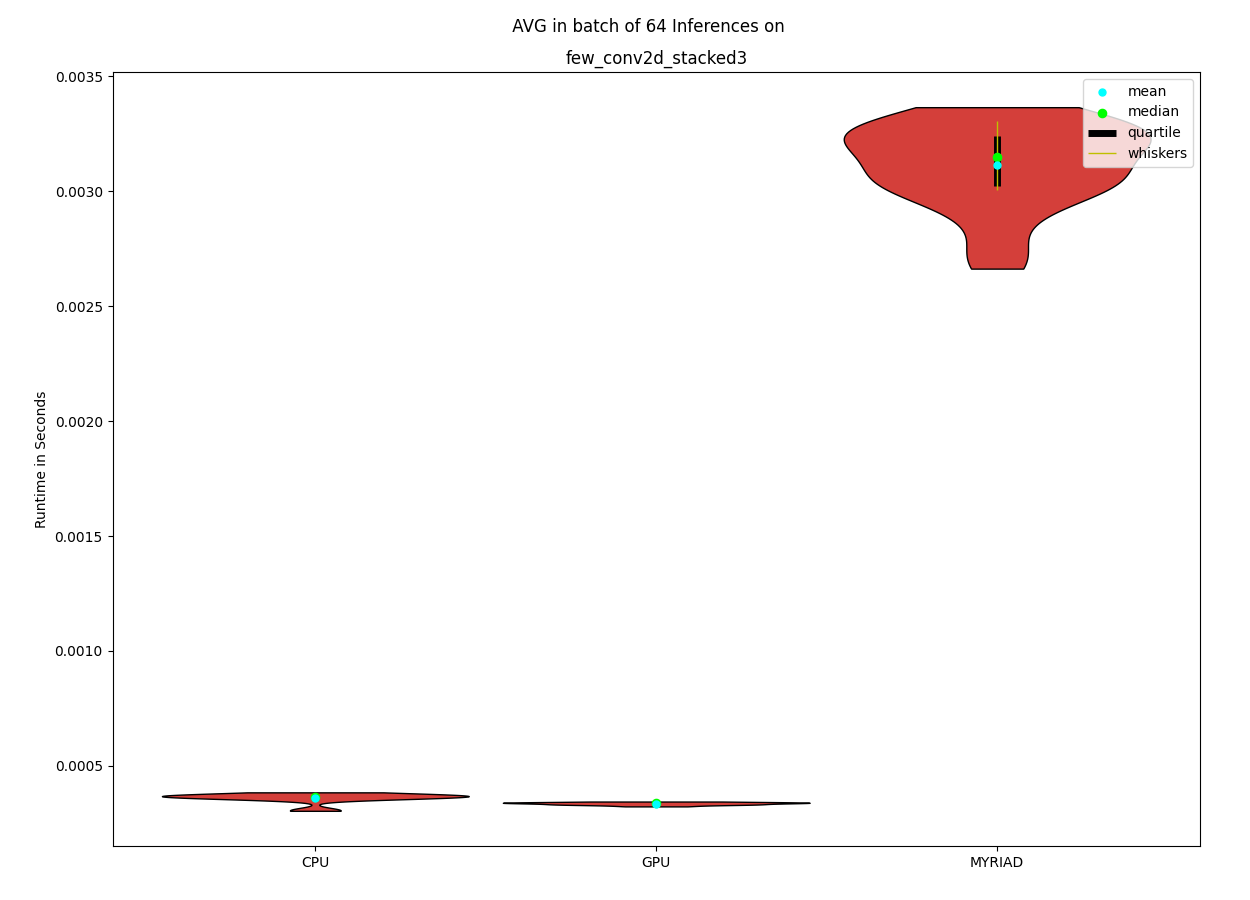 AVG in batch of 64 Inferences on
few_conv2d_stacked3
0.0035
0.0030
0.0025
0.0020
0.0015
0.0010
0.0005
Runtime in Seconds
mean
median
quartile
whiskers
CPU
GPU
MYRIAD